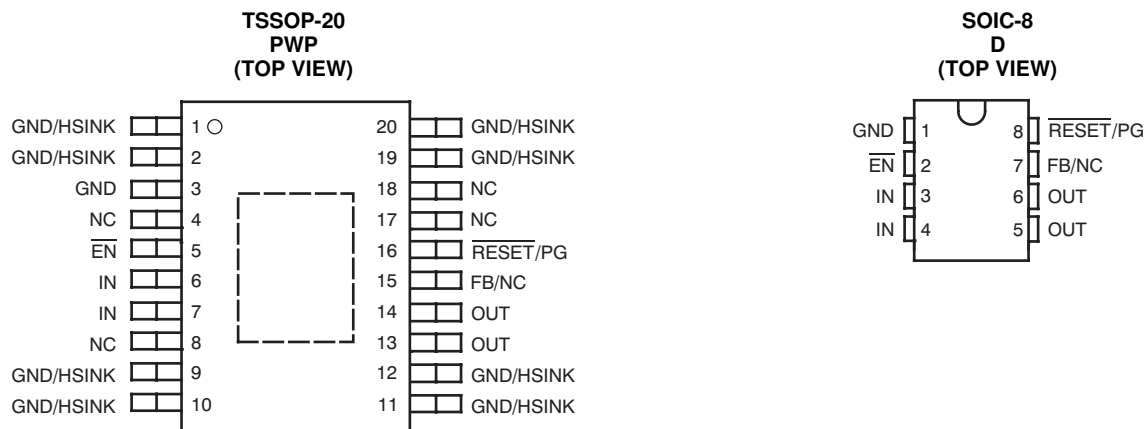 TSSOP-20
PWP
(TOP VIEW)
GND/HSINK 1 20 GND/HSINK
GND/HSINK 2 19 GND/HSINK
GND 3 18 NC
NC 4 17 NC
EN 5 16 RESET/PG
IN 6 15 FB/NC
IN 7 14 OUT
NC 8 13 OUT
GND/HSINK 9 12 GND/HSINK
GND/HSINK 10 11 GND/HSINK
SOIC-8
D
(TOP VIEW)
GND 1 8 RESET/PG
EN 2 7 FB/NC
IN 3 6 OUT
IN 4 5 OUT